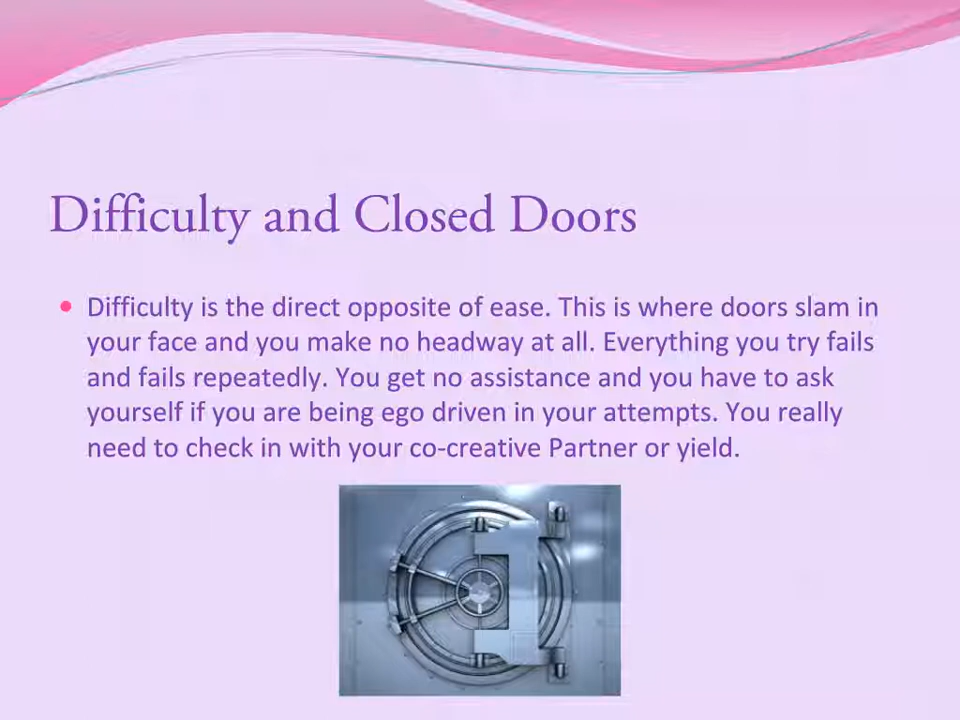 Difficulty and Closed Doors
Difficulty is the direct opposite of ease. This is where doors slam in
your face and you make no headway at all. Everything you try fails
and fails repeatedly. You get no assistance and you have to ask
yourself if you are being ego driven in your attempts. You really
need to check in with your co-creative Partner or yield.